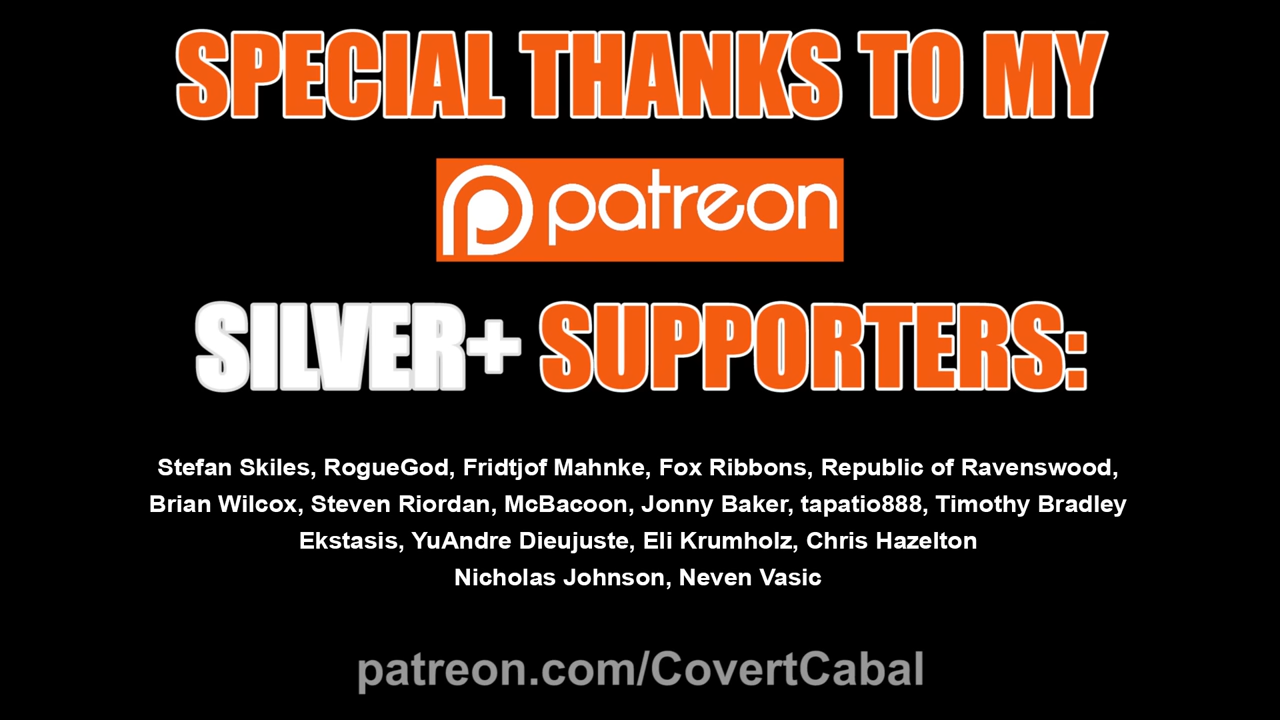 SPECIAL THANKS TO MY
patreon
SILVER+ SUPPORTERS:
Stefan Skiles, RogueGod, Fridtjof Mahnke, Fox Ribbons, Republic of Ravenswood,
Brian Wilcox, Steven Riordan, McBacoon, Jonny Baker, tapatio888, Timothy Bradley
Ekstasis, YuAndre Dieujuste, Eli Krumholz, Chris Hazelton
Nicholas Johnson, Neven Vasic
patreon.com/CovertCabal